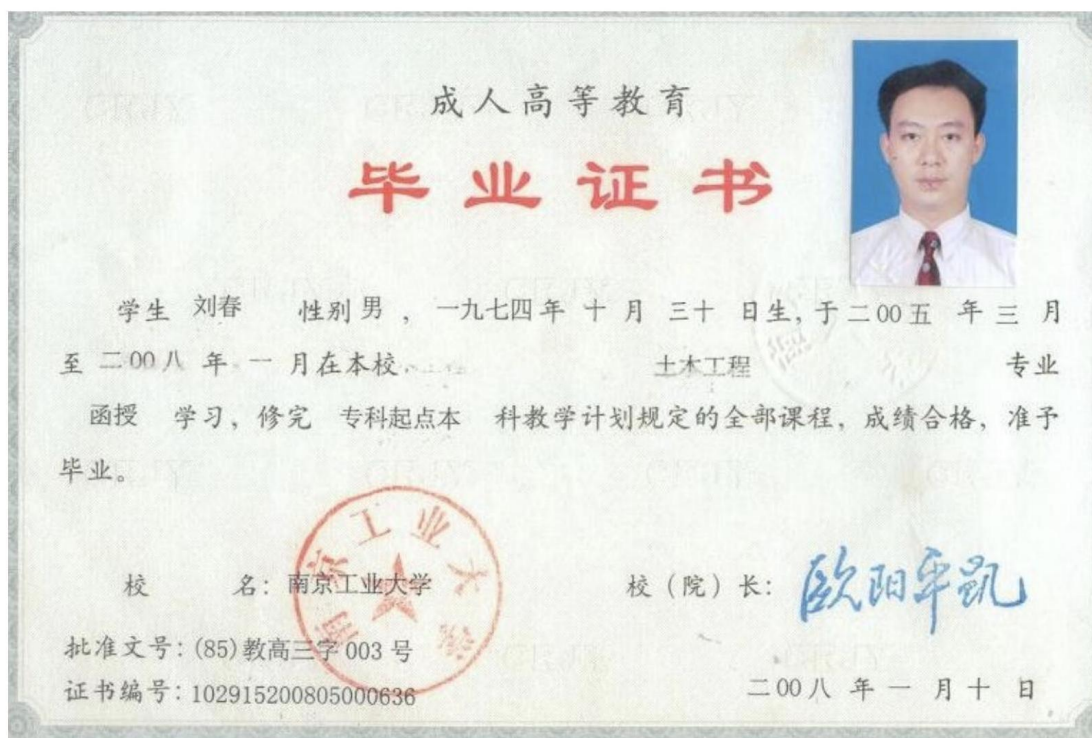 成人高等教育
毕业证书
学生 刘春 性别 男 ，一九七四 年 十 月 三十 日生，于 二00五 年 三 月
至 二00八 年 一 月在本校 土木工程 专业
函授 学习，修完 专科起点本 科教学计划规定的全部课程，成绩合格，准予
毕业。
南京工业大学
校 名：南京工业大学 校（院）长：欧阳平凯
批准文号：(85)教高三字 003 号
证书编号：102915200805000636 二00八 年 一 月 十 日